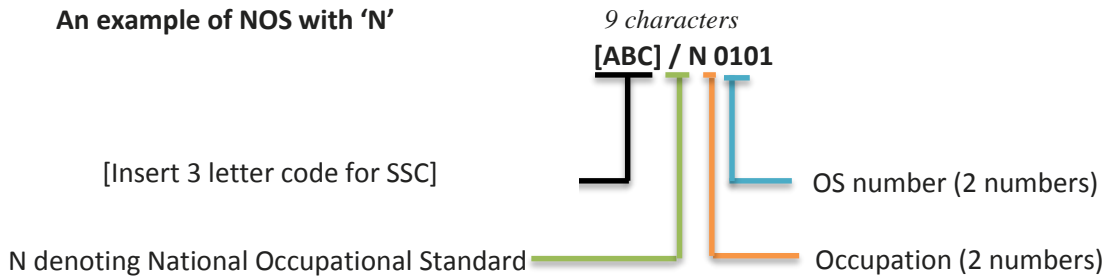 An example of NOS with ‘N’
9 characters
[ABC] / N 0101
[Insert 3 letter code for SSC]
OS number (2 numbers)
N denoting National Occupational Standard
Occupation (2 numbers)